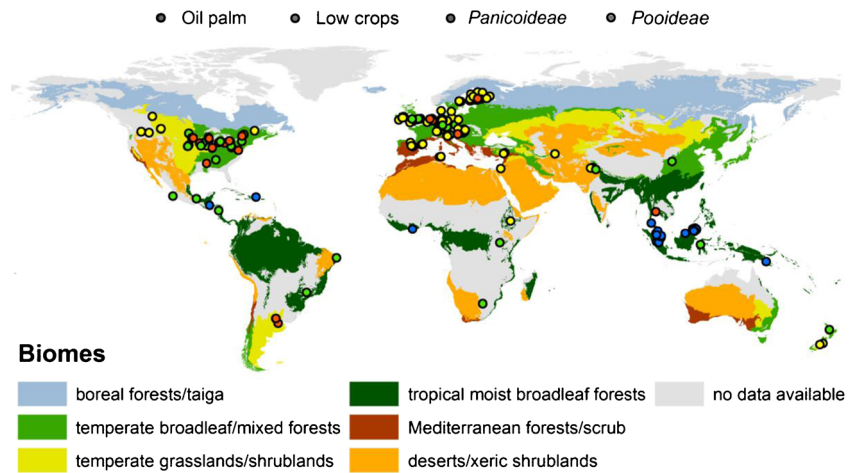 Oil palm Low crops Panicoideae Pooideae
Biomes
boreal forests/taiga tropical moist broadleaf forests no data available
temperate broadleaf/mixed forests Mediterranean forests/scrub
temperate grasslands/shrublands deserts/xeric shrublands